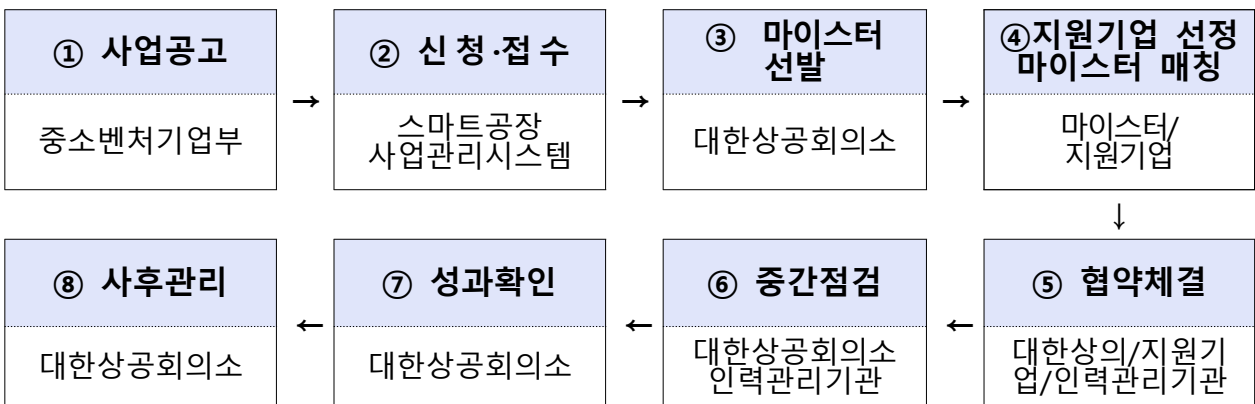 ① 사업공고
중소벤처기업부
→
② 신 청 ·접 수
스마트공장
사업관리시스템
→
③ 마이스터
선발
대한상공회의소
→
④지원기업 선정
마이스터 매칭
마이스터/
지원기업
↓
⑧ 사후관리
대한상공회의소
←
⑦ 성과확인
대한상공회의소
←
⑥ 중간점검
대한상공회의소
인력관리기관
←
⑤ 협약체결
대한상의/지원기
업/인력관리기관